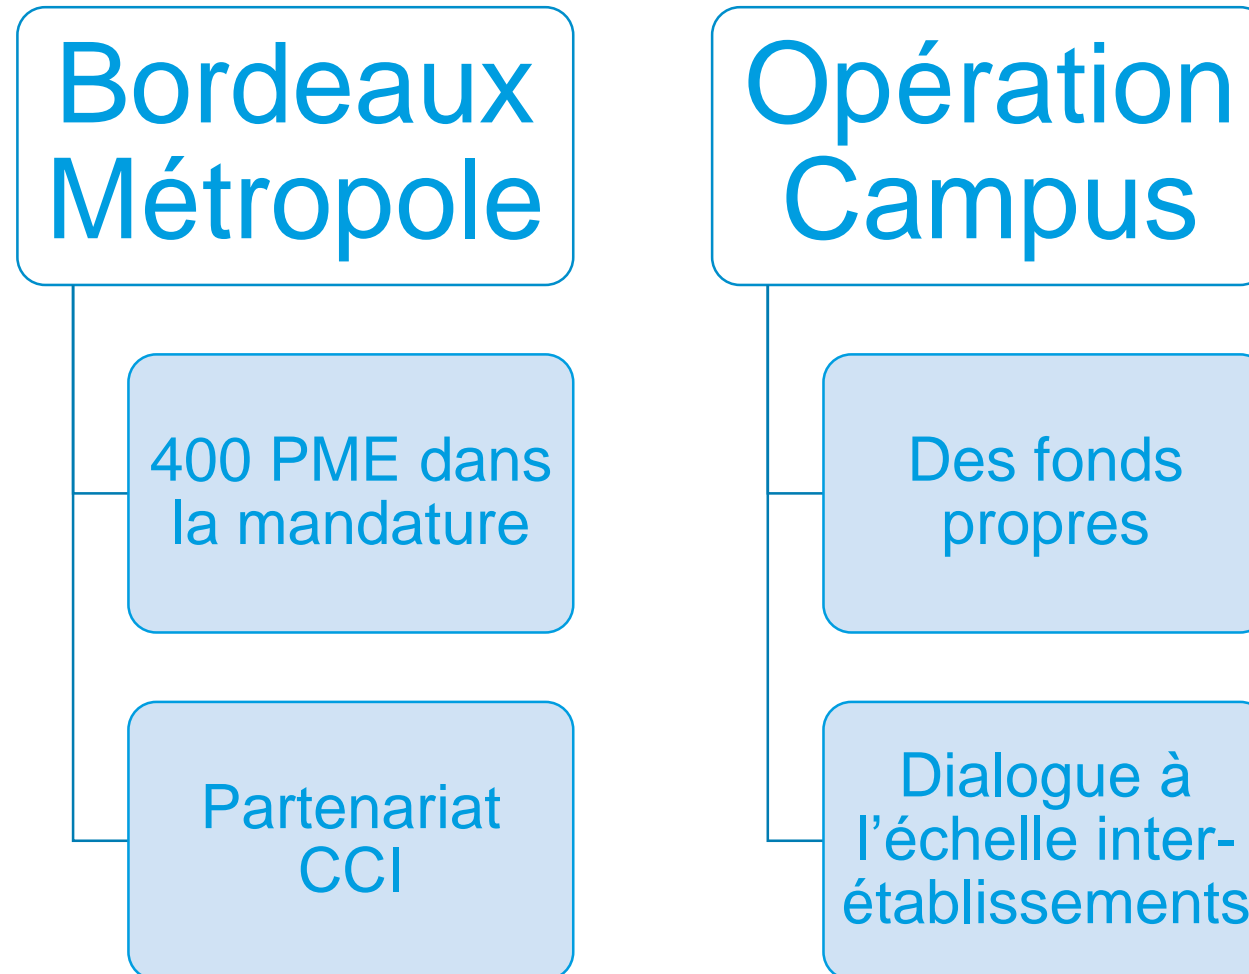 Bordeaux
Métropole
400 PME dans
la mandature
Partenariat
CCI
Opération
Campus
Des fonds
propres
Dialogue à
l’échelle inter-
établissements